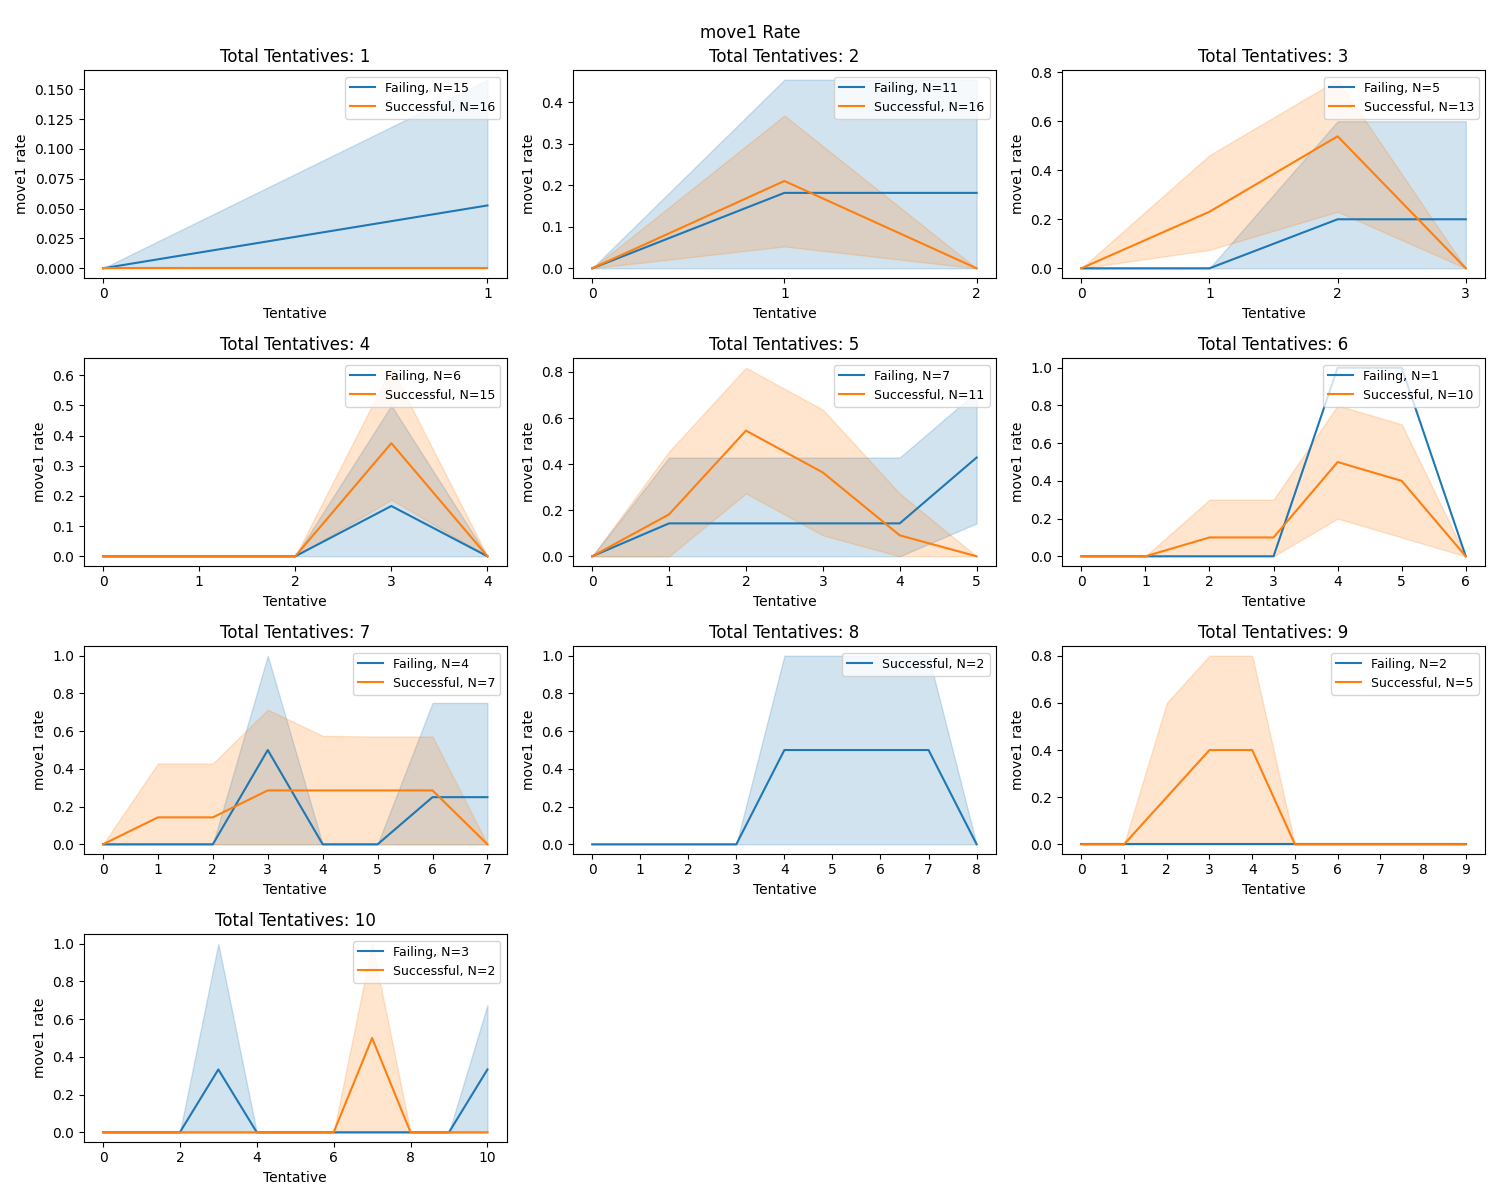 move1 Rate
Total Tentatives: 1
move1 rate
0.150
0.125
0.100
0.075
0.050
0.025
0.000
Failing, N=15
Successful, N=16
0 1
Tentative
Total Tentatives: 2
move1 rate
0.4
0.3
0.2
0.1
0.0
Failing, N=11
Successful, N=16
0 1 2
Tentative
Total Tentatives: 3
move1 rate
0.8
0.6
0.4
0.2
0.0
Failing, N=5
Successful, N=13
0 1 2 3
Tentative
Total Tentatives: 4
move1 rate
0.6
0.5
0.4
0.3
0.2
0.1
0.0
Failing, N=6
Successful, N=15
0 1 2 3 4
Tentative
Total Tentatives: 5
move1 rate
0.8
0.6
0.4
0.2
0.0
Failing, N=7
Successful, N=11
0 1 2 3 4 5
Tentative
Total Tentatives: 6
move1 rate
1.0
0.8
0.6
0.4
0.2
0.0
Failing, N=1
Successful, N=10
0 1 2 3 4 5 6
Tentative
Total Tentatives: 7
move1 rate
1.0
0.8
0.6
0.4
0.2
0.0
Failing, N=4
Successful, N=7
0 1 2 3 4 5 6 7
Tentative
Total Tentatives: 8
move1 rate
1.0
0.8
0.6
0.4
0.2
0.0
Successful, N=2
0 1 2 3 4 5 6 7 8
Tentative
Total Tentatives: 9
move1 rate
0.8
0.6
0.4
0.2
0.0
Failing, N=2
Successful, N=5
0 1 2 3 4 5 6 7 8 9
Tentative
Total Tentatives: 10
move1 rate
1.0
0.8
0.6
0.4
0.2
0.0
Failing, N=3
Successful, N=2
0 2 4 6 8 10
Tentative